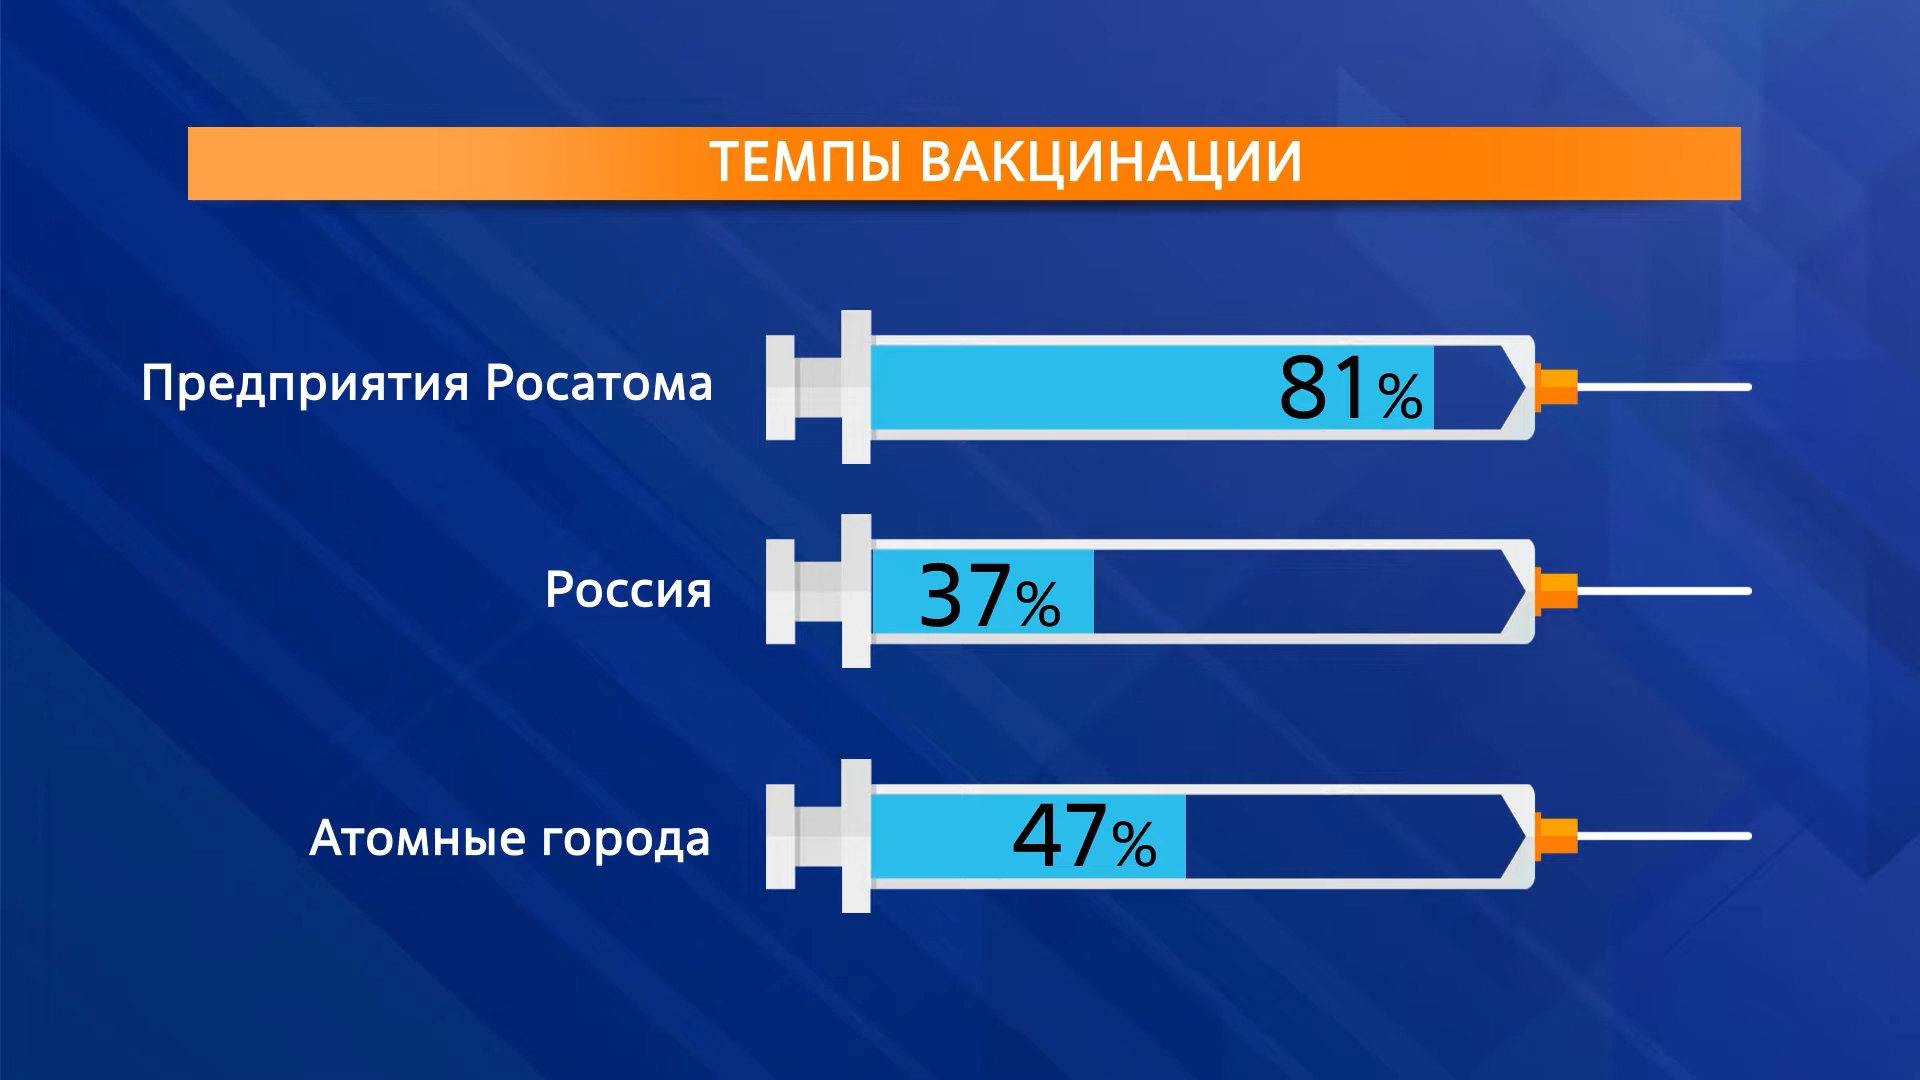 ТЕМПЫ ВАКЦИНАЦИИ
Предприятия Росатома 81%
Россия 37%
Атомные города 47%